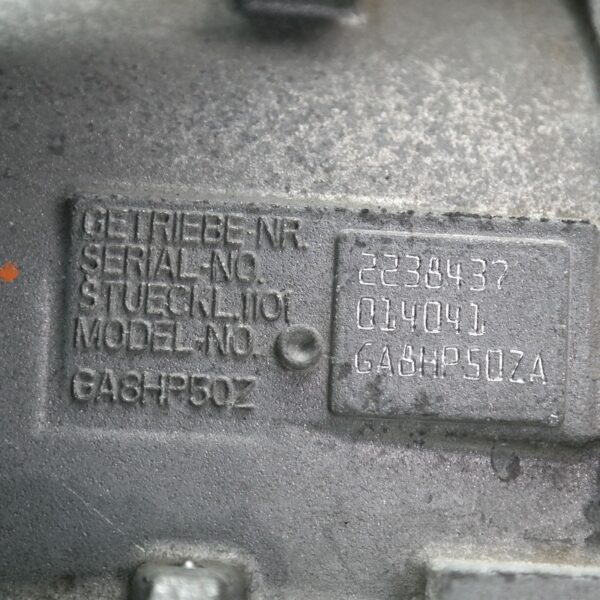 GETRIEBE-NR.
SERIAL-NO.
STUECKL.1101
MODEL-NO.
GA8HP50Z
2238437
014041
GA8HP50ZA